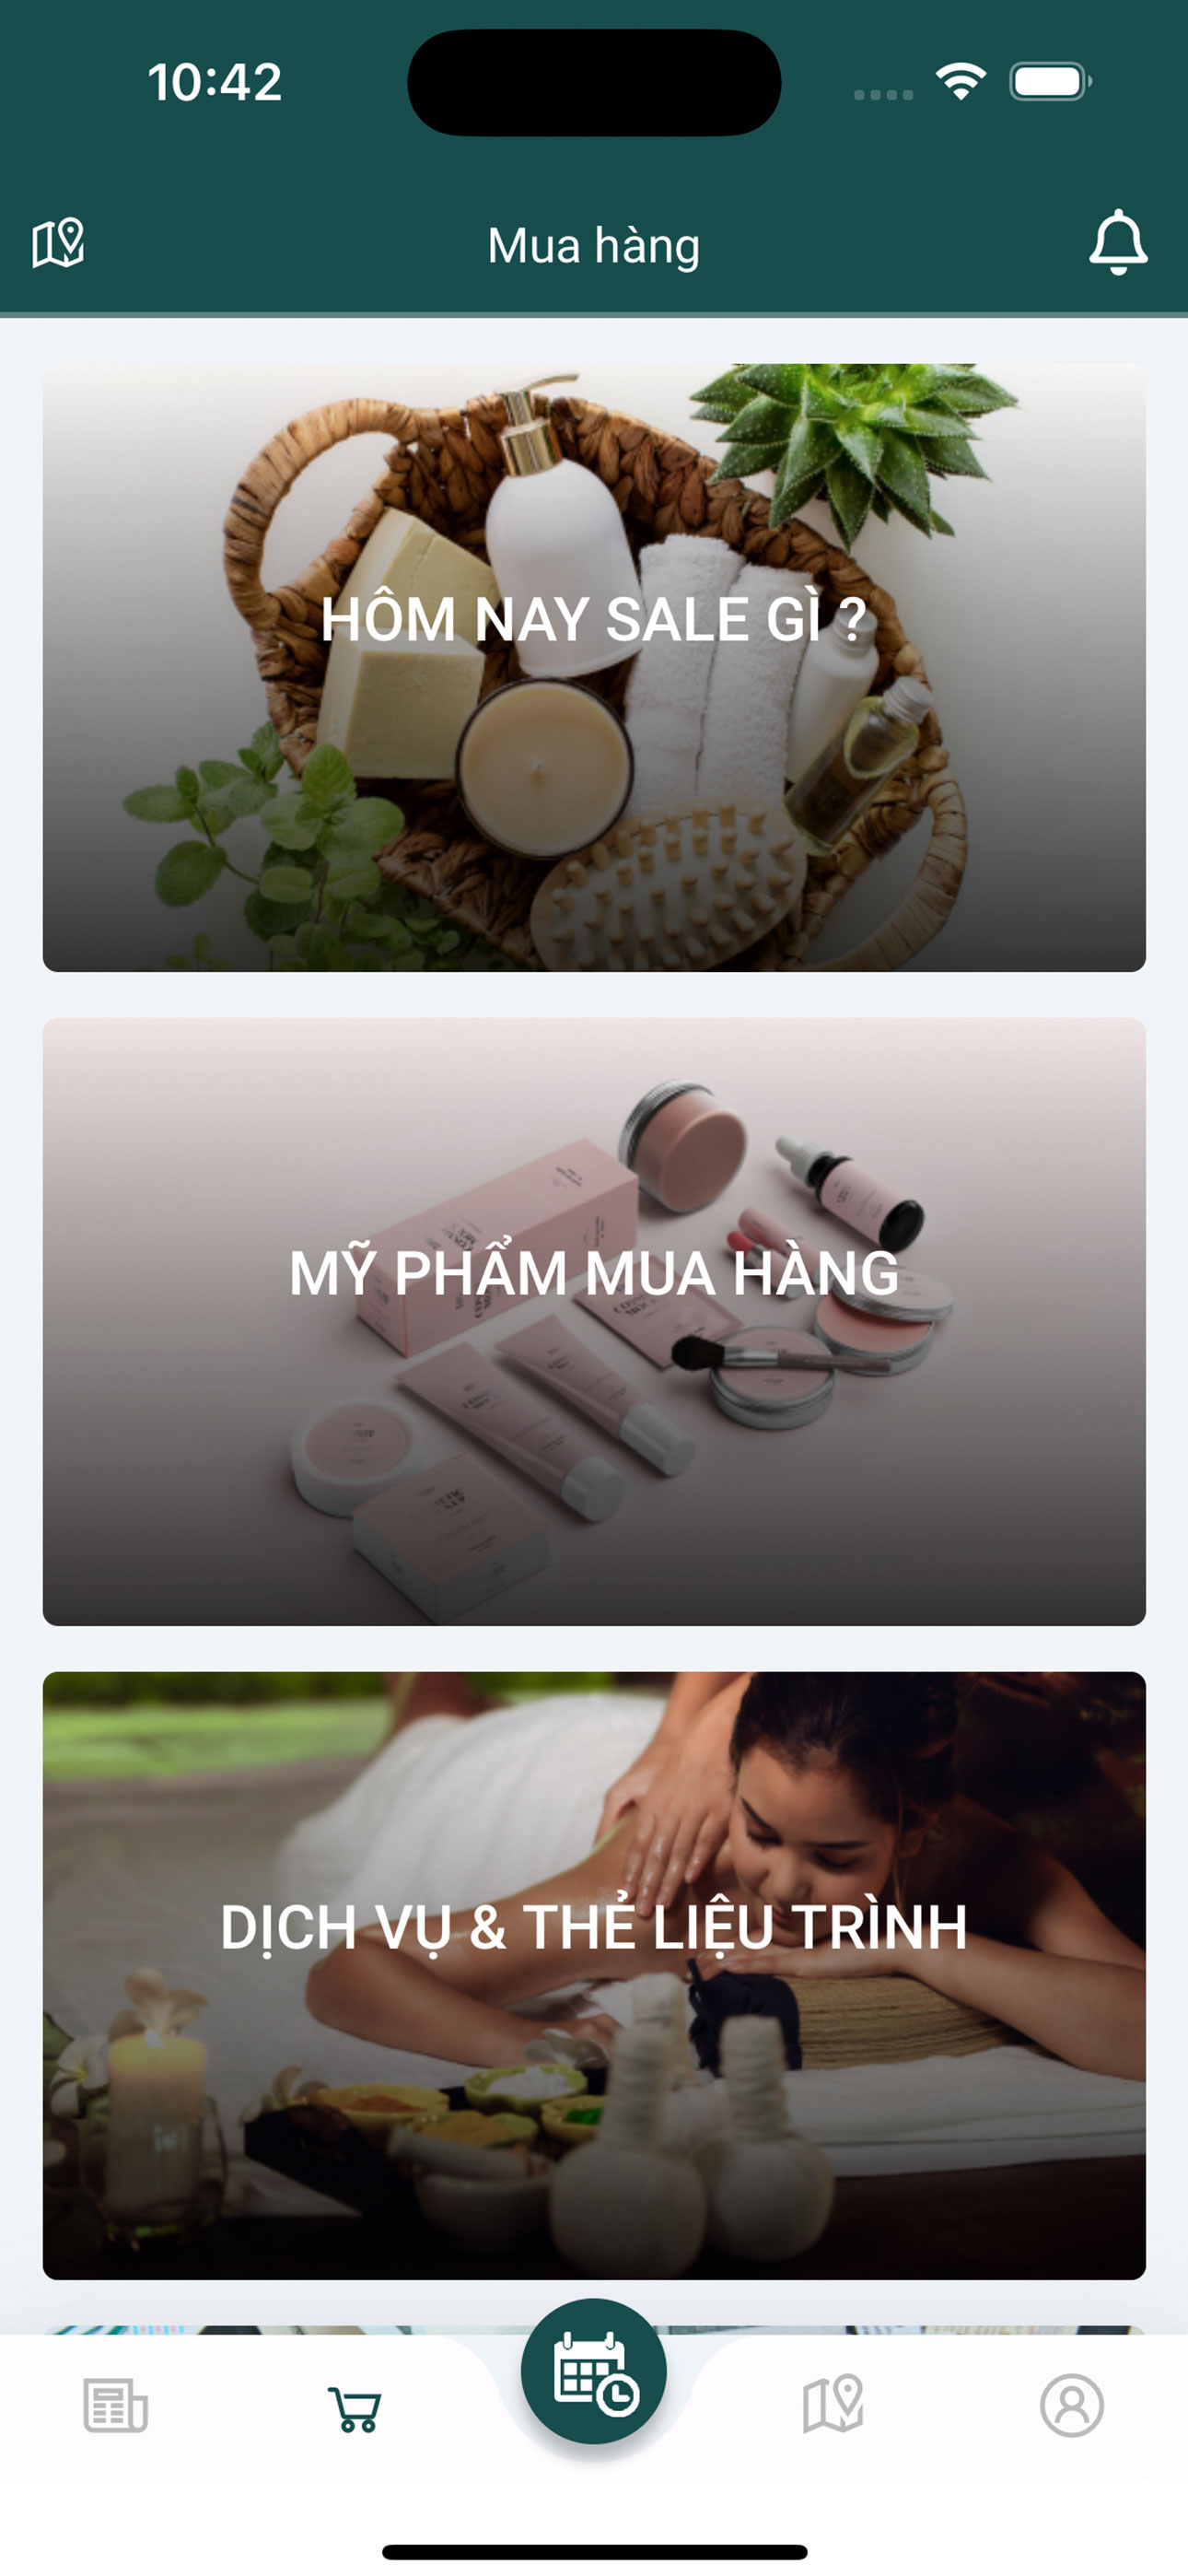 10:42
Mua hàng
HÔM NAY SALE GÌ ?
MỸ PHẨM MUA HÀNG
DỊCH VỤ & THẺ LIỆU TRÌNH